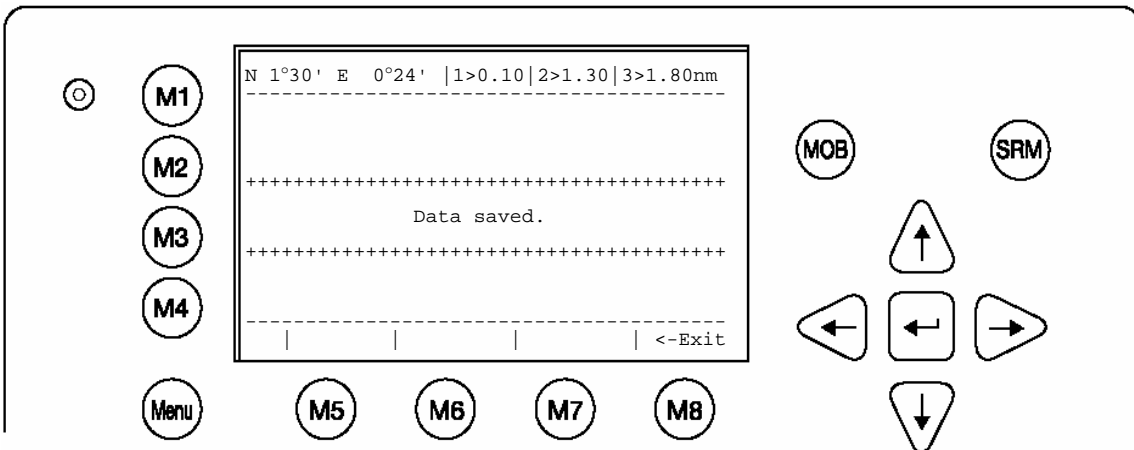 N 1°30' E 0°24' |1>0.10|2>1.30|3>1.80nm
----------------------------------------
++++++++++++++++++++++++++++++++++++++++
Data saved.
++++++++++++++++++++++++++++++++++++++++
----------------------------------------
| | | | <-Exit
M1
M2
M3
M4
Menu
M5
M6
M7
M8
MOB
SRM